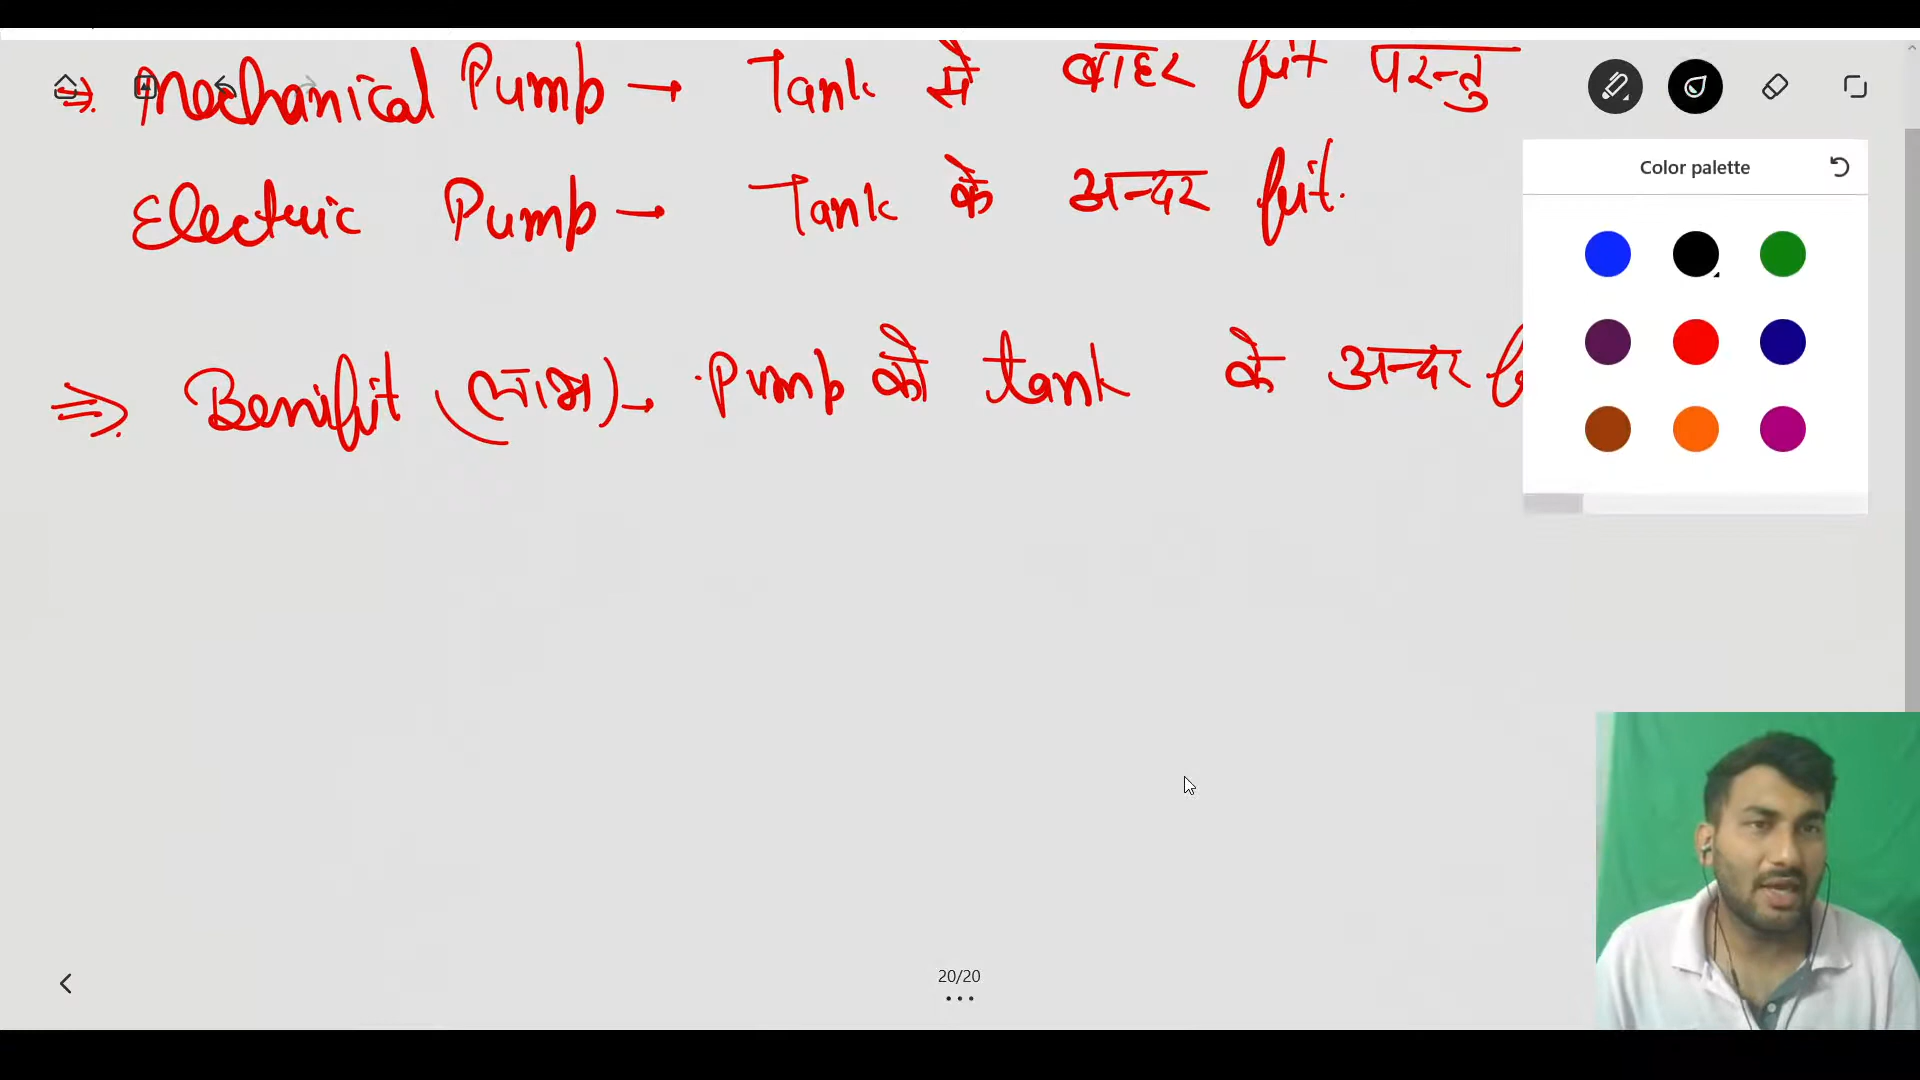 ⇒ Mechanical Pump → Tank से बाहर fit परन्तु
Electric Pump → Tank के अन्दर fit.
⇒ Benifit (लाभ) → Pump को tank के अन्दर
Color palette
20/20